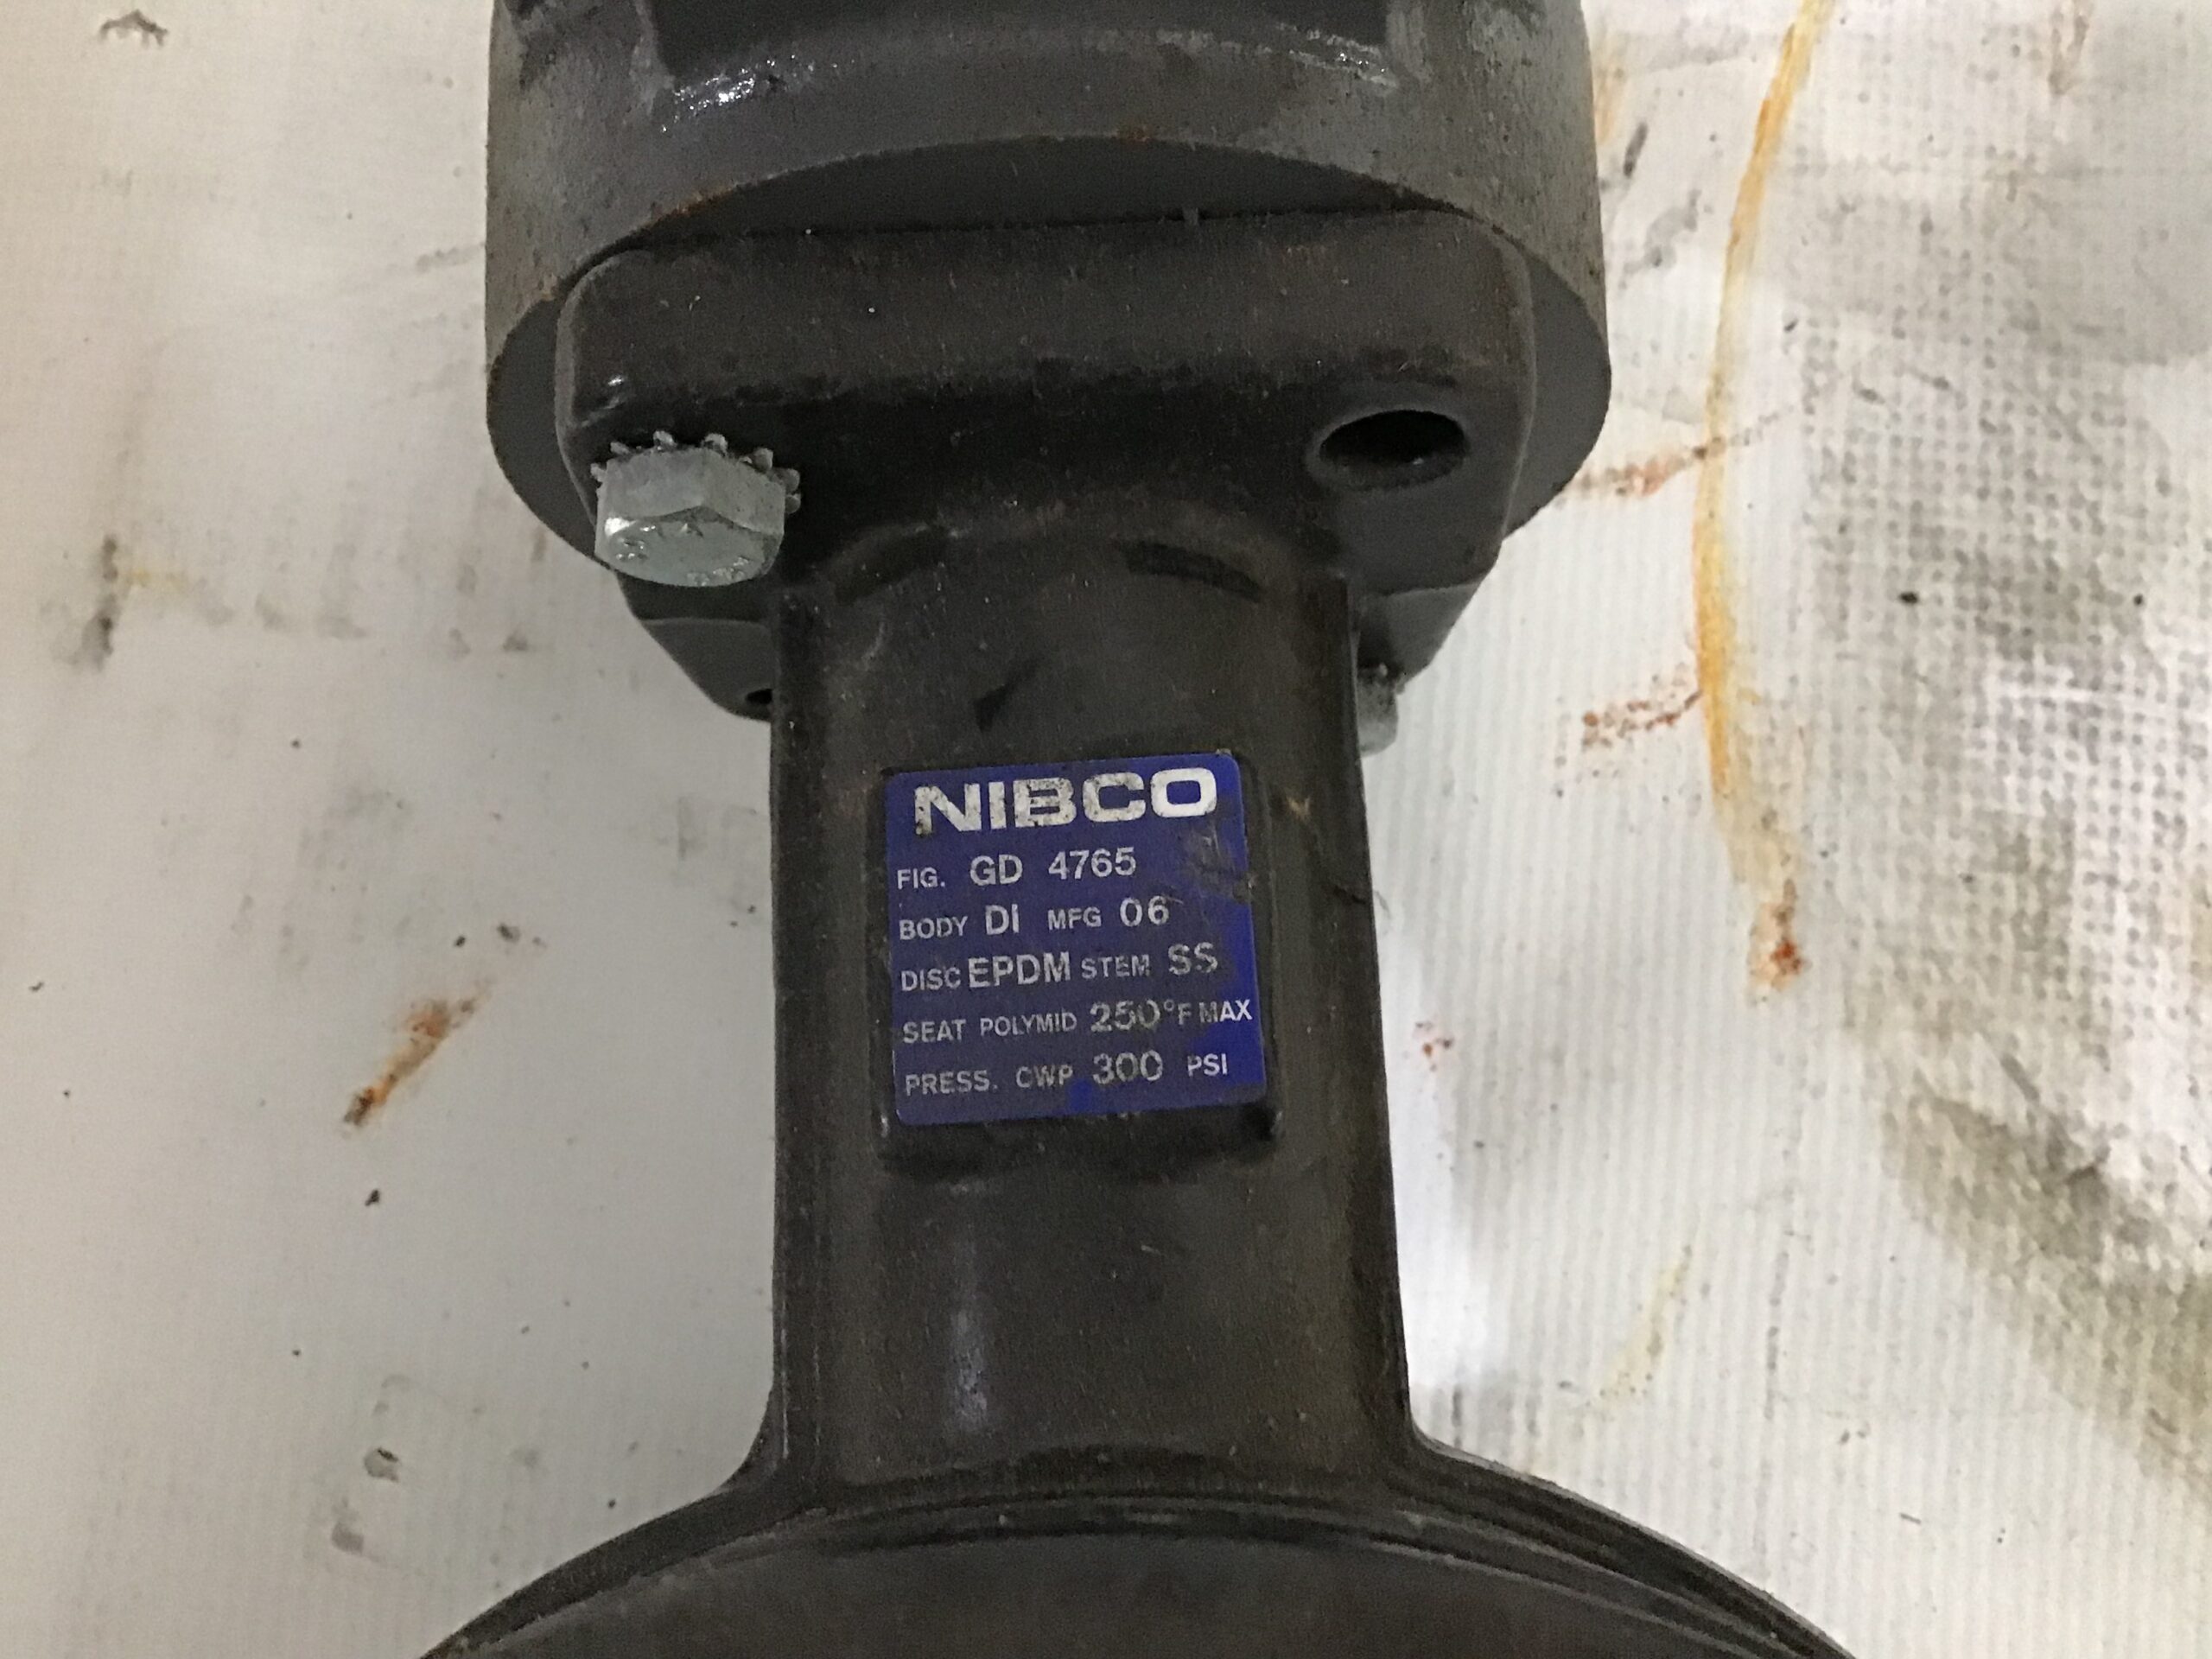 NIBCO
FIG. GD 4765
BODY DI MFG 06
DISC EPDM STEM SS
SEAT POLYMID 250°F MAX
PRESS. CWP 300 PSI